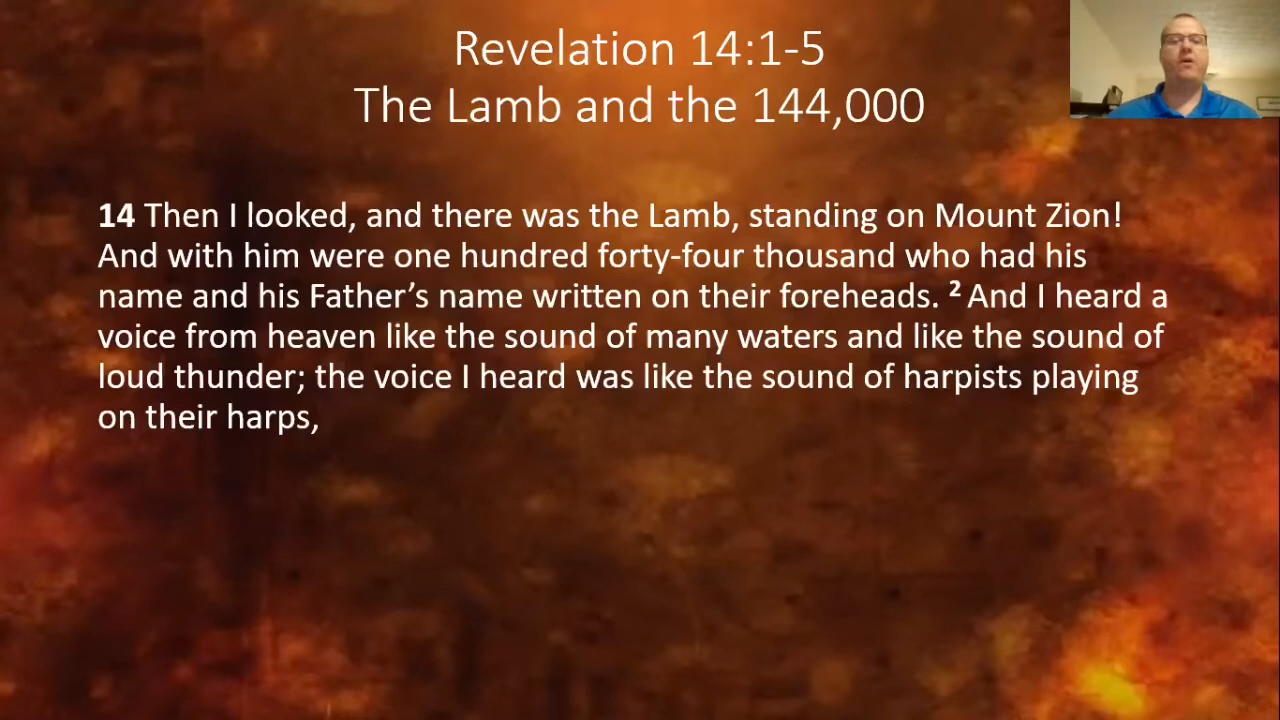 Revelation 14:1-5
The Lamb and the 144,000
14 Then I looked, and there was the Lamb, standing on Mount Zion!
And with him were one hundred forty-four thousand who had his
name and his Father’s name written on their foreheads. ² And I heard a
voice from heaven like the sound of many waters and like the sound of
loud thunder; the voice I heard was like the sound of harpists playing
on their harps,